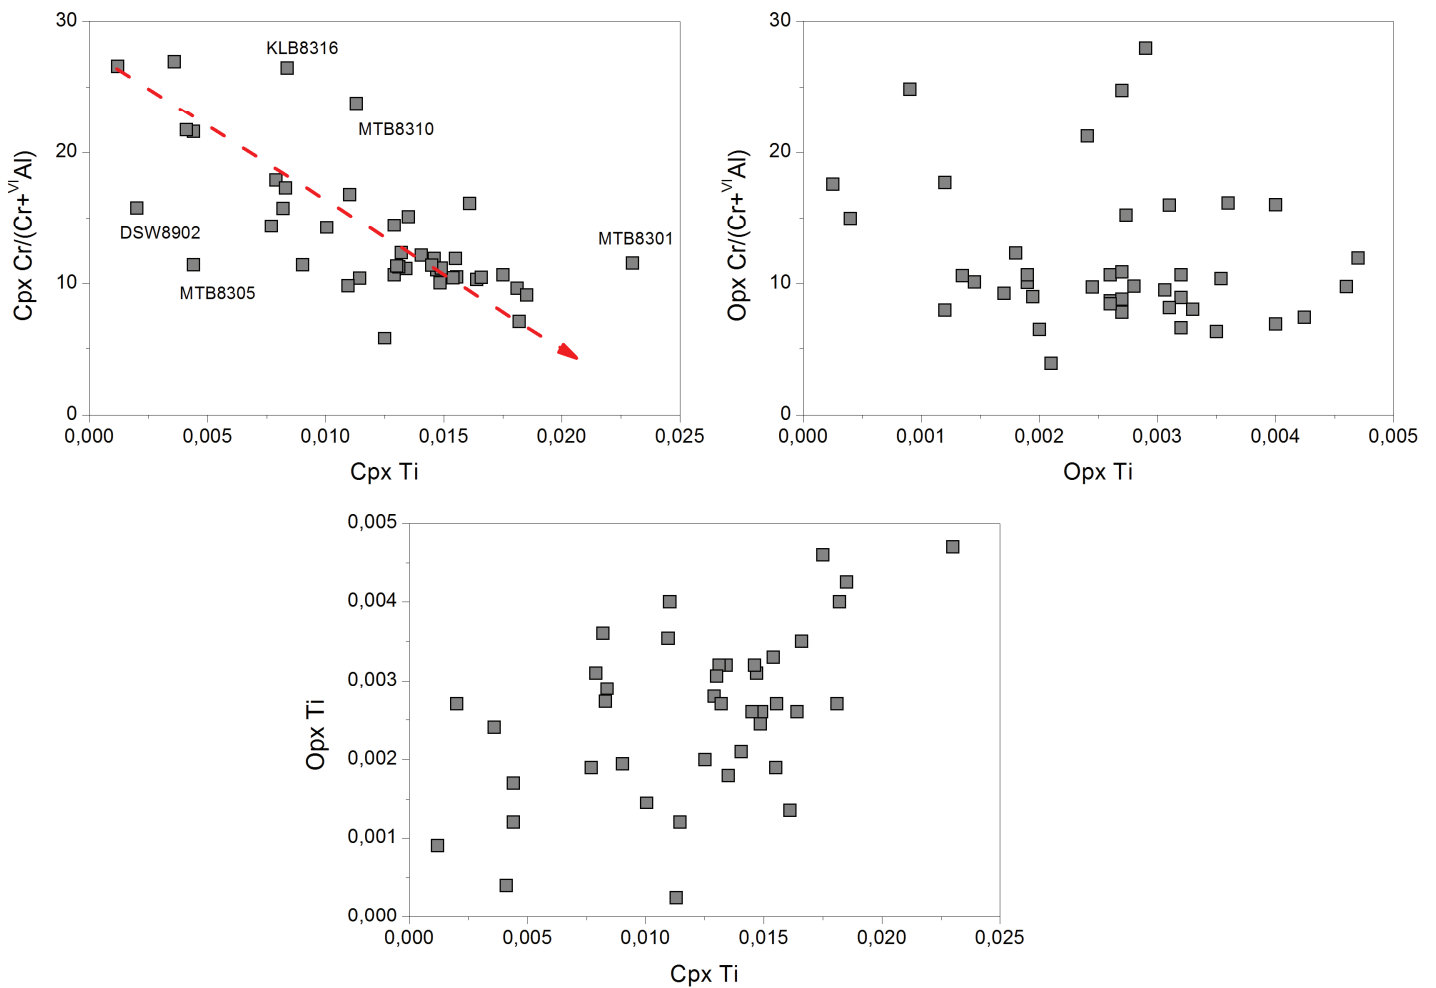 30
20
10
0
0,000 0,005 0,010 0,015 0,020 0,025
Cpx Cr/(Cr+VIAl)
Cpx Ti
KLB8316
MTB8310
DSW8902
MTB8305
MTB8301
30
20
10
0
0,000 0,001 0,002 0,003 0,004 0,005
Opx Cr/(Cr+VIAl)
Opx Ti
0,005
0,004
0,003
0,002
0,001
0,000
0,000 0,005 0,010 0,015 0,020 0,025
Opx Ti
Cpx Ti